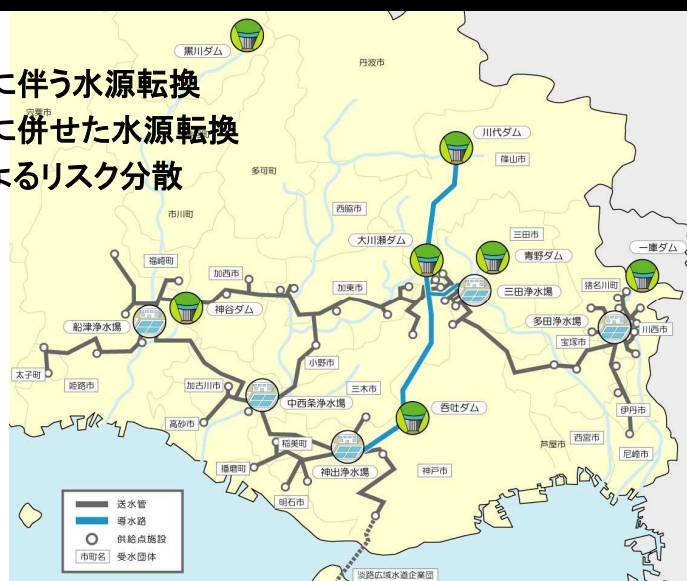 に伴う水源転換
に併せた水源転換
よるリスク分散
黒川ダム
丹波市
宍粟市
川代ダム
篠山市
多可町
西脇市
市川町
大川瀬ダム
三田市
青野ダム
一庫ダム
福崎町
加西市
加東市
猪名川町
三田浄水場
神谷ダム
船津浄水場
多田浄水場
川西市
宝塚市
小野市
太子町
姫路市
加古川市
三木市
中西条浄水場
呑吐ダム
伊丹市
高砂市
稲美町
西宮市
芦屋市
尼崎市
播磨町
神出浄水場
神戸市
明石市
送水管
導水路
供給点施設
市町名 受水団体
淡路広域水道企業団